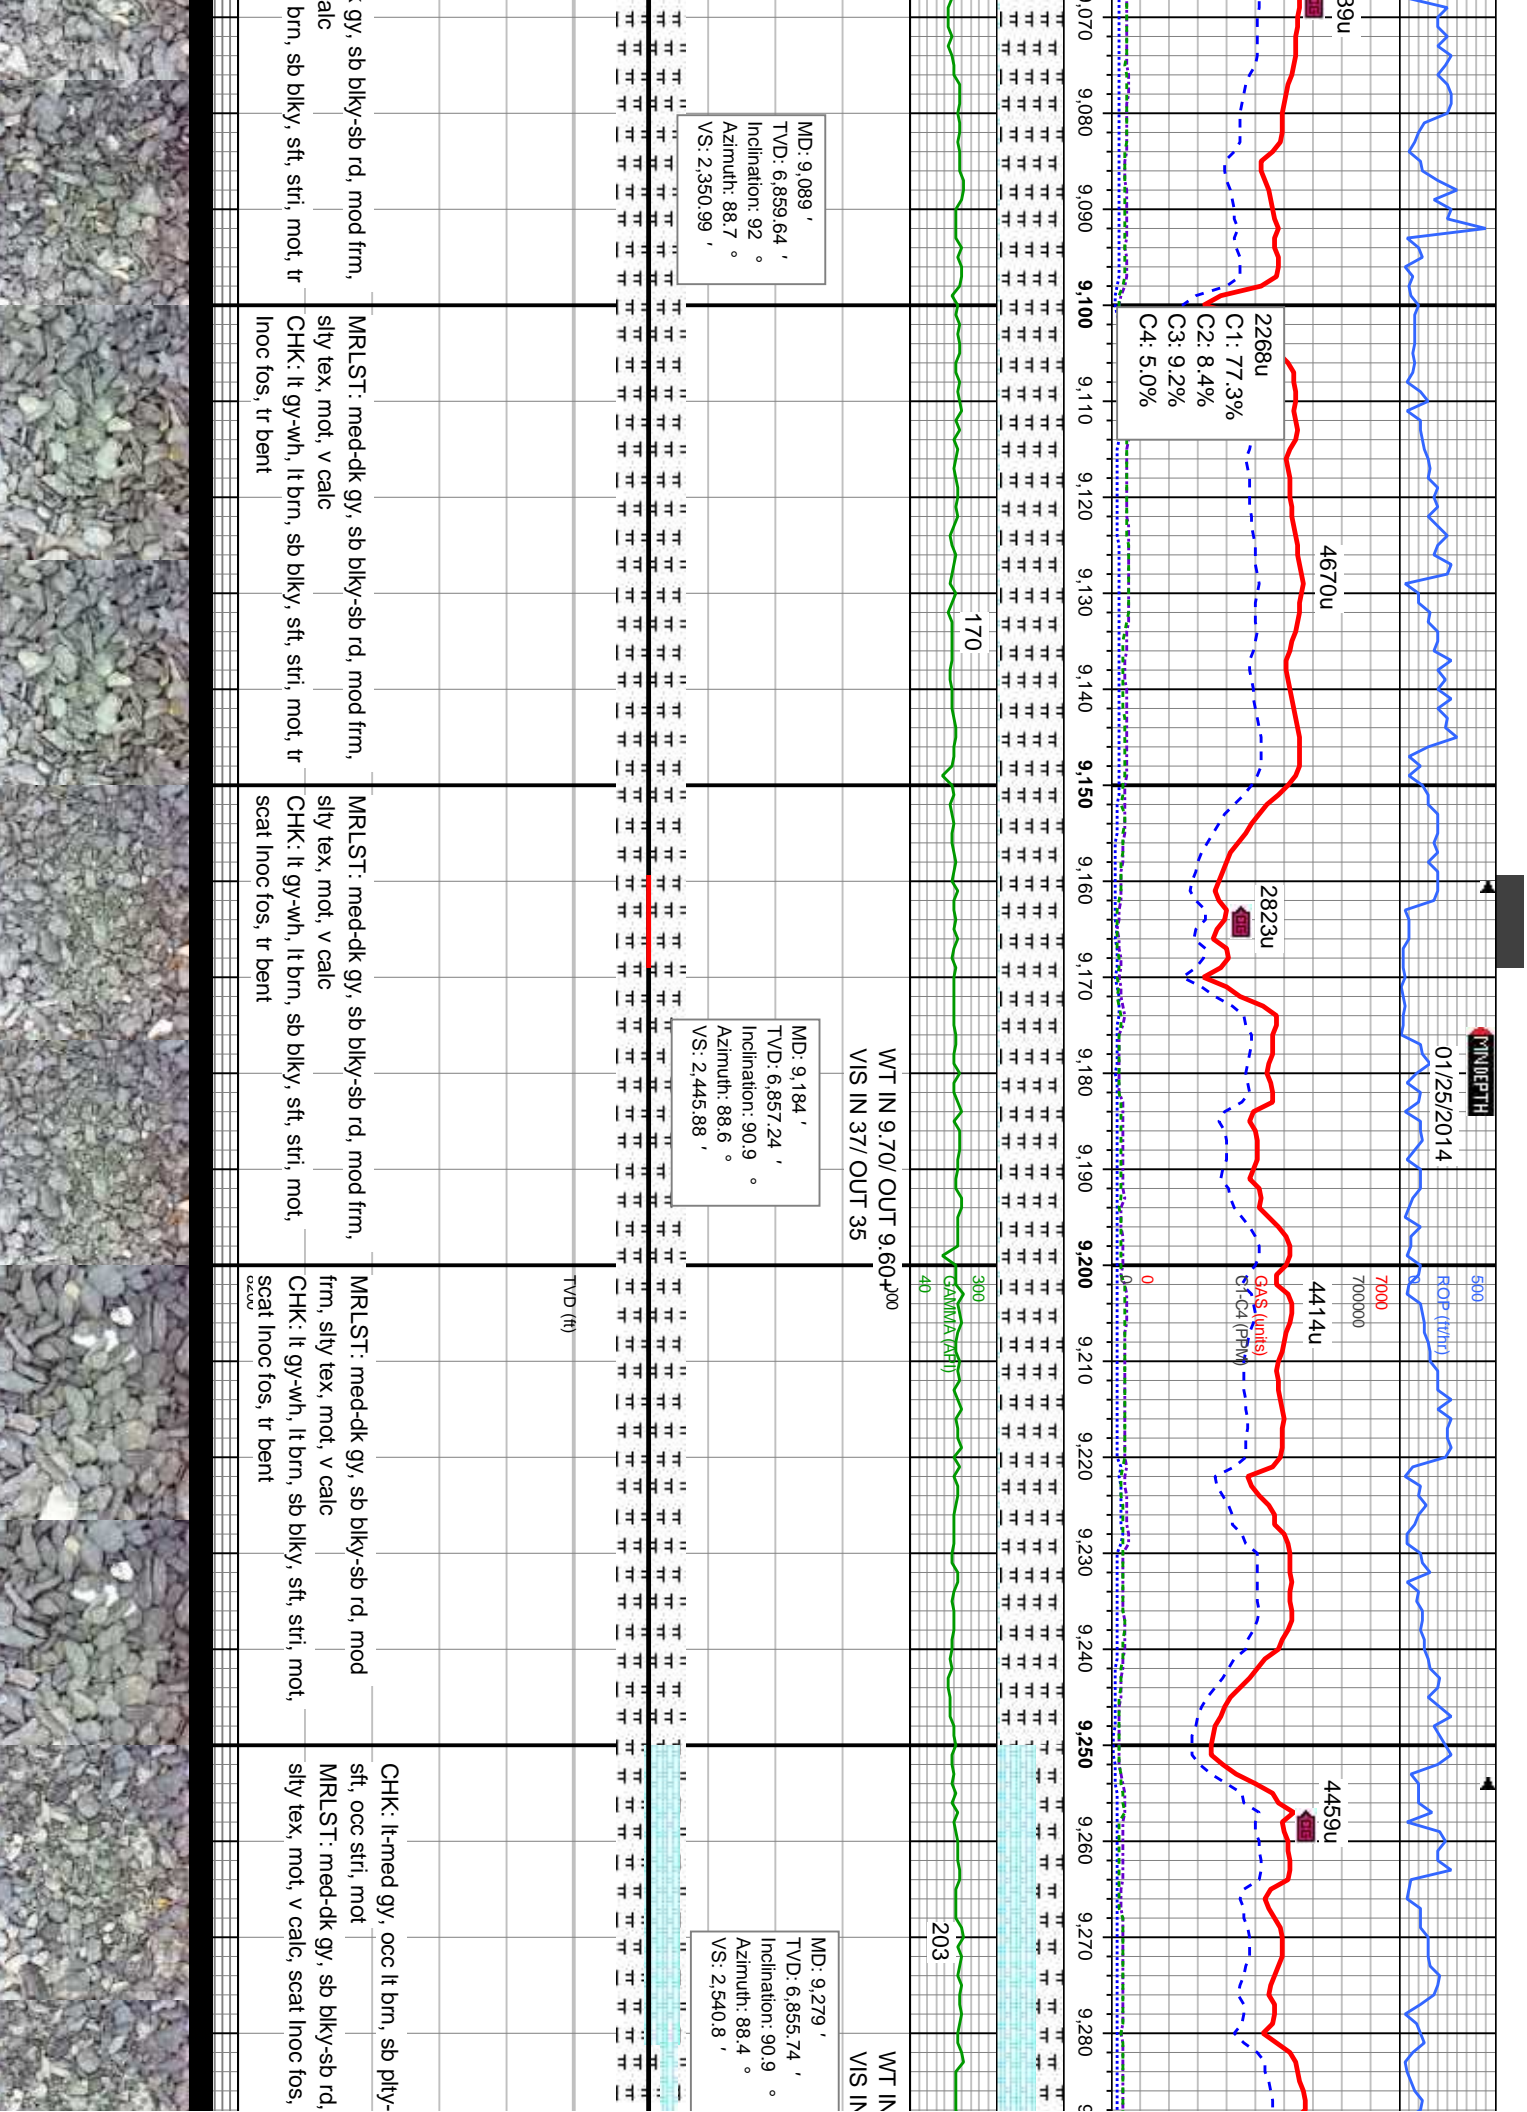 500
ROP (ft/hr)
0
01/25/2014
MNDEPTH
39u
4670u
2823u
4414u
4459u
7000
700000
GAS (units)
C1-C4 (PPM)
0
0
2268u
C1: 77.3%
C2: 8.4%
C3: 9.2%
C4: 5.0%
9,070
9,080
9,090
9,100
9,110
9,120
9,130
9,140
9,150
9,160
9,170
9,180
9,190
9,200
9,210
9,220
9,230
9,240
9,250
9,260
9,270
9,280
170
203
300
GAMMA (API)
40
WT IN 9.70/ OUT 9.60+
VIS IN 37/ OUT 35
WT IN
VIS IN
MD: 9,089 '
TVD: 6,859.64 '
Inclination: 92 °
Azimuth: 88.7 °
VS: 2,350.99 '
MD: 9,184 '
TVD: 6,857.24 '
Inclination: 90.9 °
Azimuth: 88.6 °
VS: 2,445.88 '
MD: 9,279 '
TVD: 6,855.74 '
Inclination: 90.9 °
Azimuth: 88.4 °
VS: 2,540.8 '
TVD (ft)
gy, sb blky-sb rd, mod frm,
alc
brn, sb blky, sft, stri, mot, tr
MRLST: med-dk gy, sb blky-sb rd, mod frm,
slty tex, mot, v calc
CHK: lt gy-wh, lt brn, sb blky, sft, stri, mot, tr
Inoc fos, tr bent
MRLST: med-dk gy, sb blky-sb rd, mod frm,
slty tex, mot, v calc
CHK: lt gy-wh, lt brn, sb blky, sft, stri, mot,
scat Inoc fos, tr bent
MRLST: med-dk gy, sb blky-sb rd, mod
frm, slty tex, mot, v calc
CHK: lt gy-wh, lt brn, sb blky, sft, stri, mot,
scat Inoc fos, tr bent
CHK: lt-med gy, occ lt brn, sb plty-
sft, occ stri, mot
MRLST: med-dk gy, sb blky-sb rd,
slty tex, mot, v calc, scat Inoc fos,